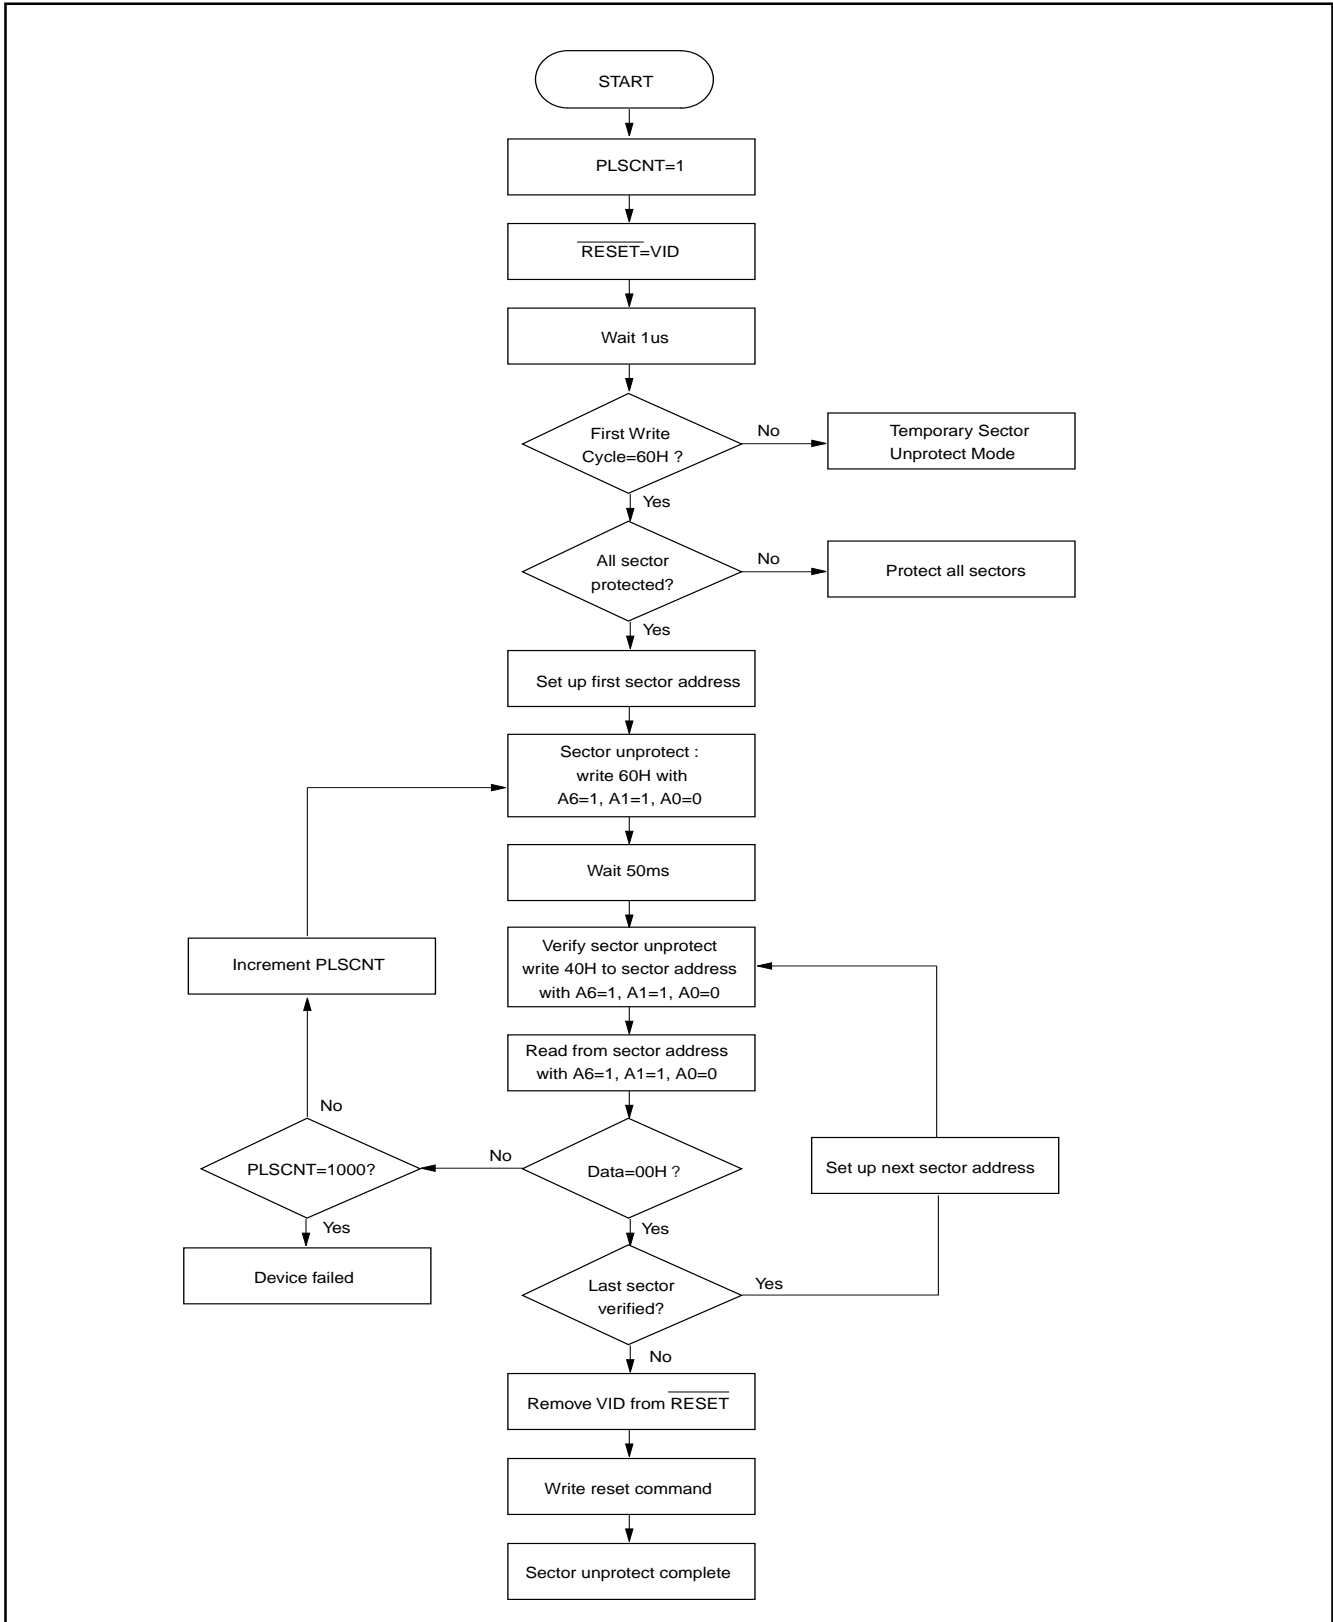 START
PLSCNT=1
RESET=VID
Wait 1us
First Write
Cycle=60H ?
No
Temporary Sector
Unprotect Mode
Yes
All sector
protected?
No
Protect all sectors
Yes
Set up first sector address
Sector unprotect :
write 60H with
A6=1, A1=1, A0=0
Wait 50ms
Increment PLSCNT
Verify sector unprotect
write 40H to sector address
with A6=1, A1=1, A0=0
Read from sector address
with A6=1, A1=1, A0=0
No
PLSCNT=1000?
No
Data=00H ?
Set up next sector address
Yes
Yes
Device failed
Last sector
verified?
Yes
No
Remove VID from RESET
Write reset command
Sector unprotect complete